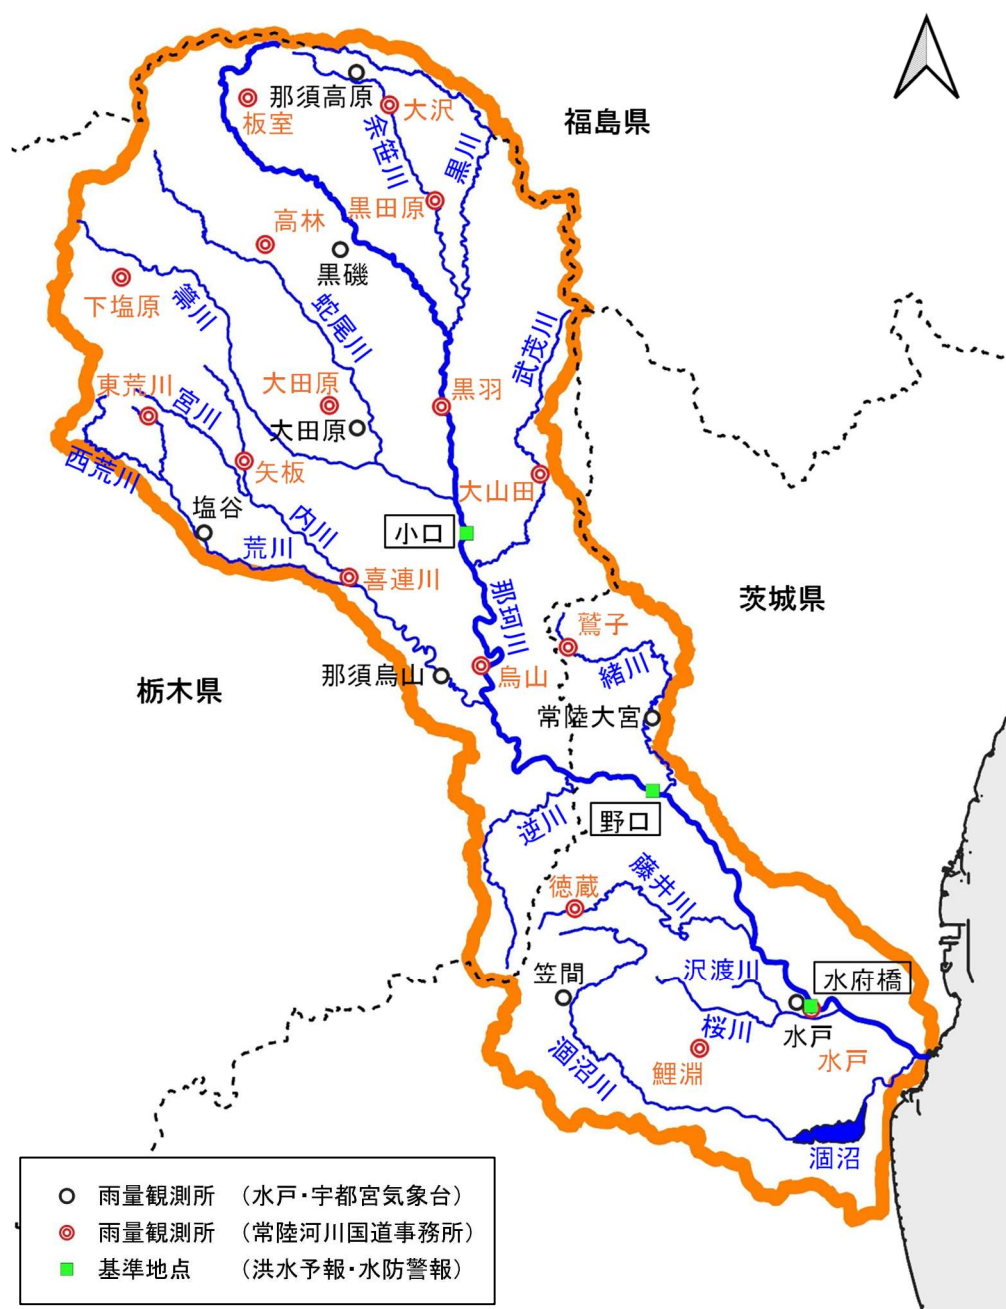 那須高原
板室
大沢
福島県
余笹川
黒川
黒田原
高林
黒磯
下塩原
箒川
蛇尾川
武茂川
東荒川
宮川
大田原
黒羽
大田原
西荒川
矢板
大山田
塩谷
内川
小口
荒川
喜連川
那珂川
茨城県
鷲子
緒川
栃木県
那須烏山
烏山
常陸大宮
逆川
野口
徳蔵
藤井川
笠間
沢渡川
水府橋
桜川
水戸
水戸
鯉淵
涸沼川
涸沼
雨量観測所 (水戸・宇都宮気象台)
雨量観測所 (常陸河川国道事務所)
基準地点 (洪水予報・水防警報)